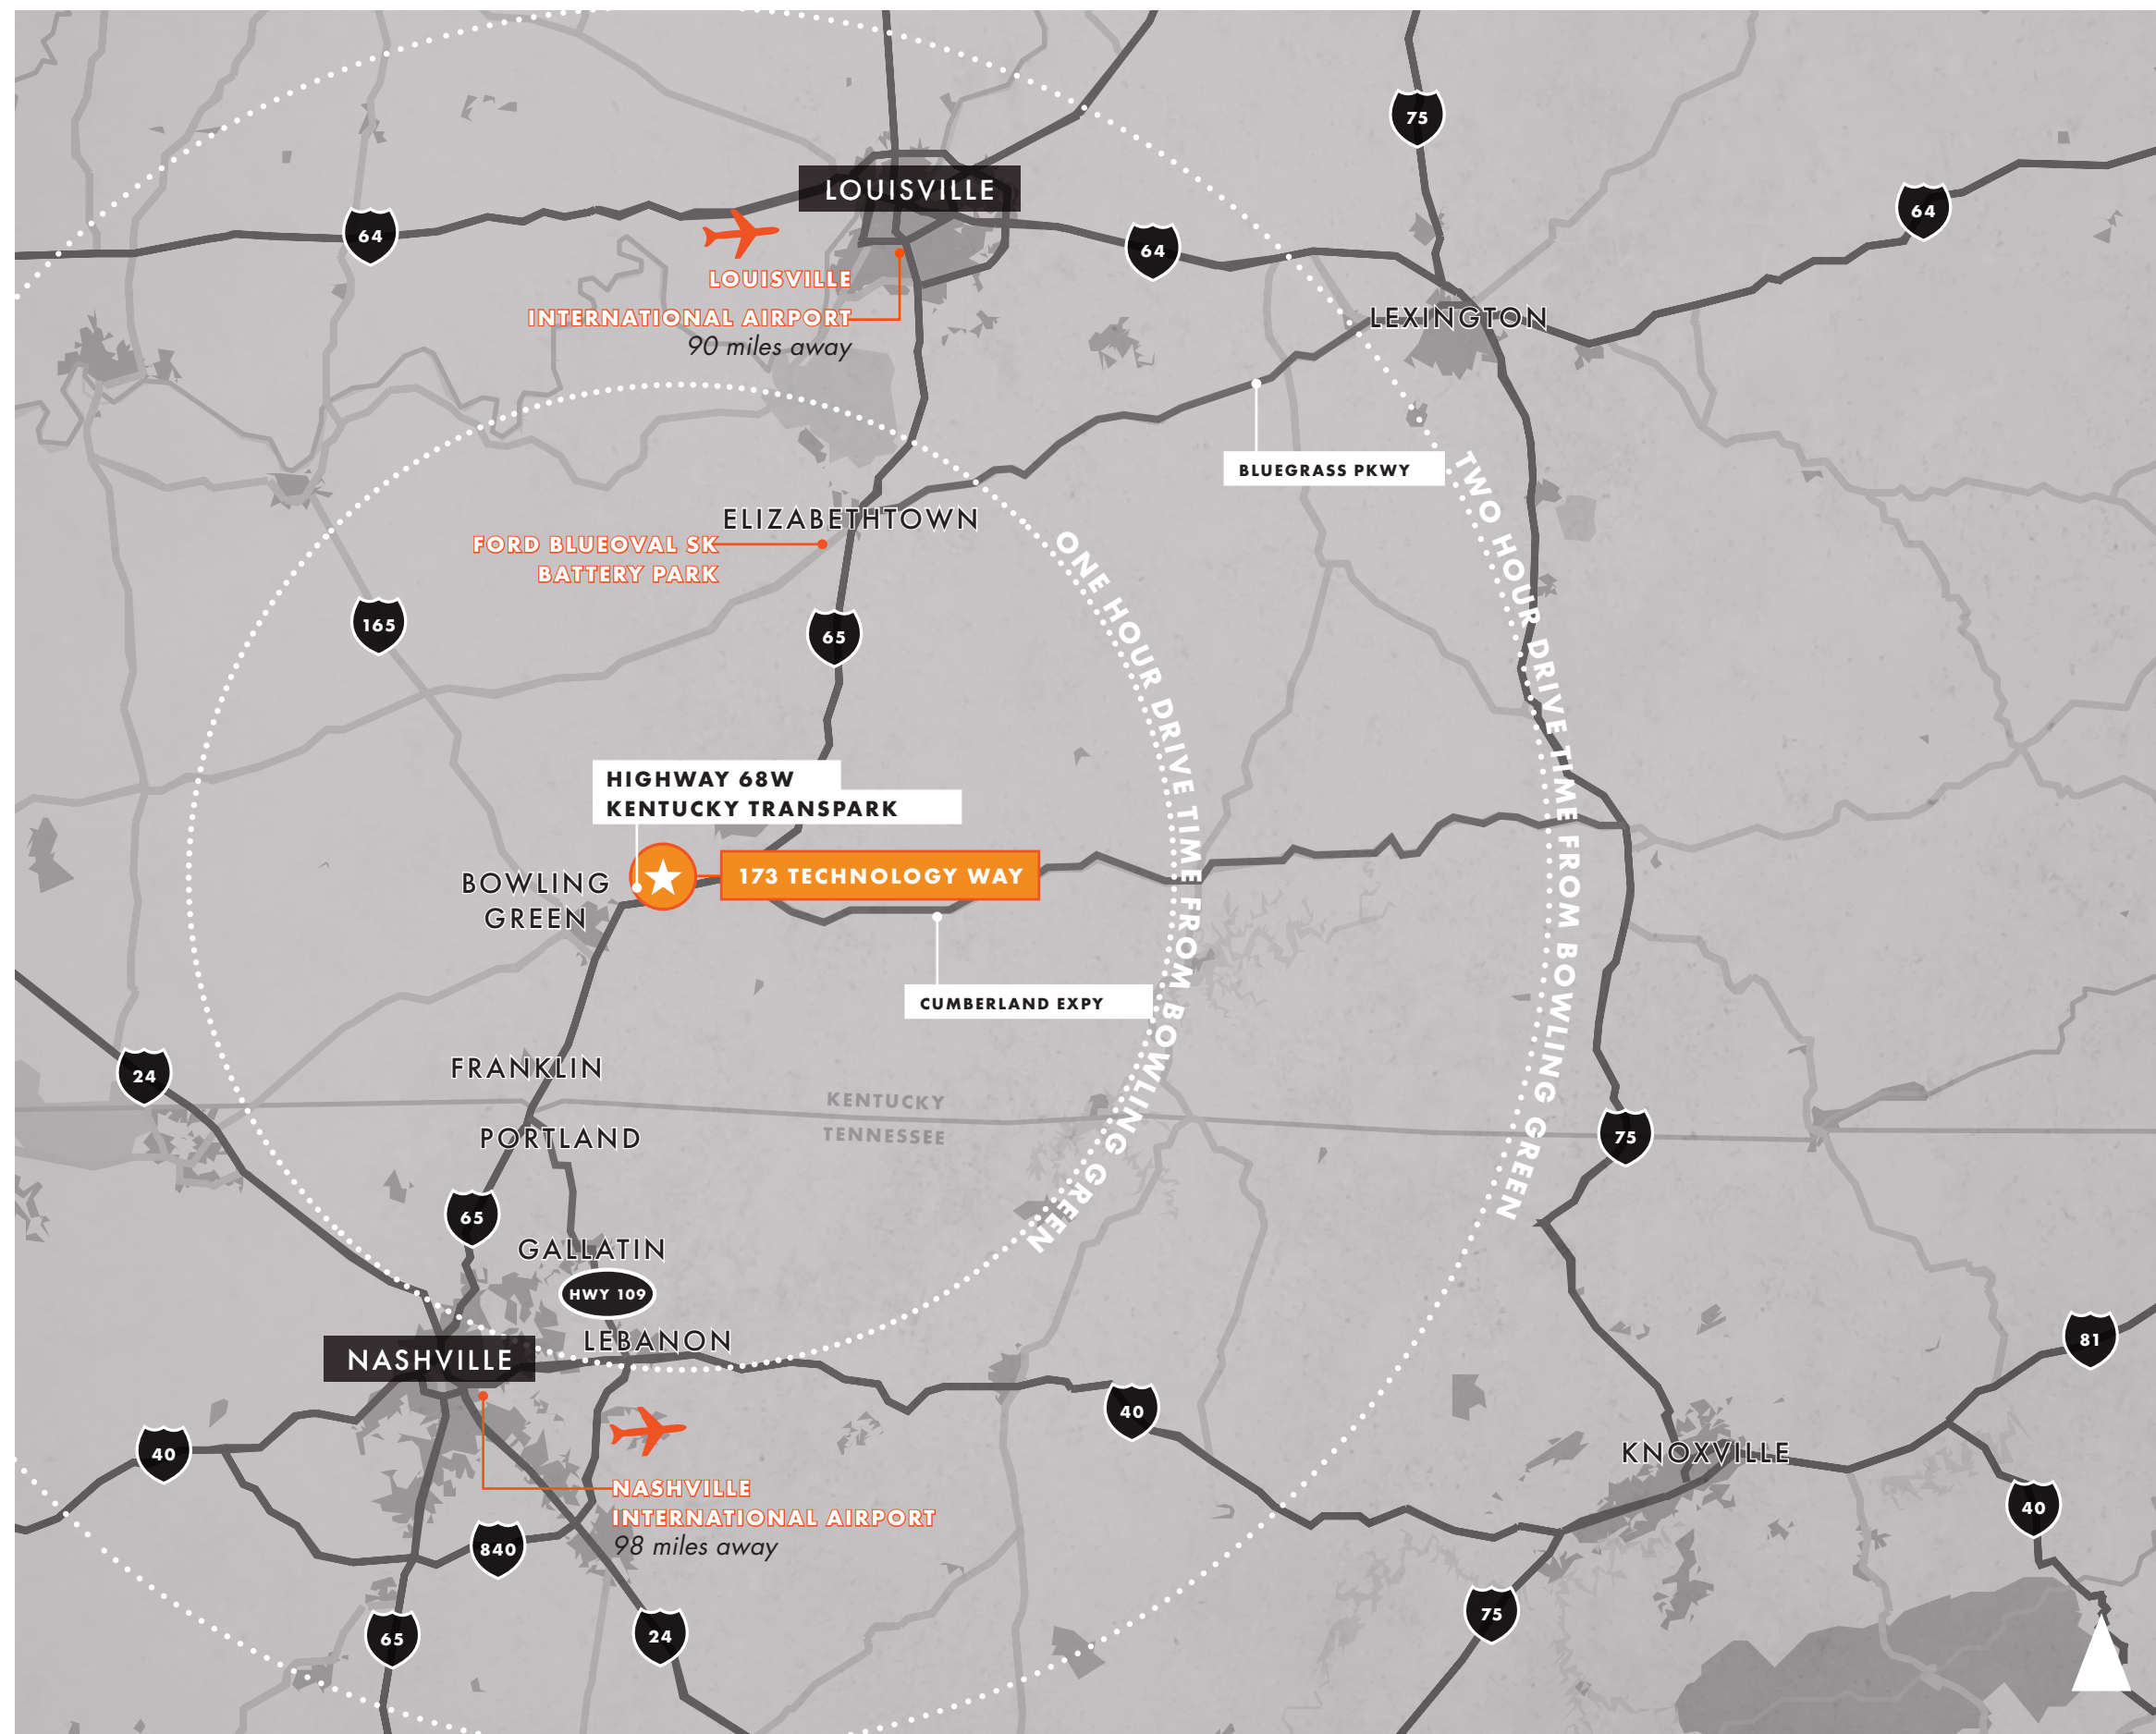 75
LOUISVILLE
64
64
64
LOUISVILLE
INTERNATIONAL AIRPORT
90 miles away
LEXINGTON
BLUEGRASS PKWY
ELIZABETHTOWN
FORD BLUEOVAL SK
BATTERY PARK
TWO HOUR DRIVE TIME FROM BOWLING GREEN
ONE HOUR DRIVE TIME FROM BOWLING GREEN
165
65
HIGHWAY 68W
KENTUCKY TRANSPARK
173 TECHNOLOGY WAY
BOWLING
GREEN
CUMBERLAND EXPY
FRANKLIN
24
KENTUCKY
TENNESSEE
PORTLAND
75
65
GALLATIN
HWY 109
LEBANON
81
NASHVILLE
40
40
KNOXVILLE
NASHVILLE
INTERNATIONAL AIRPORT
98 miles away
40
840
75
65
24